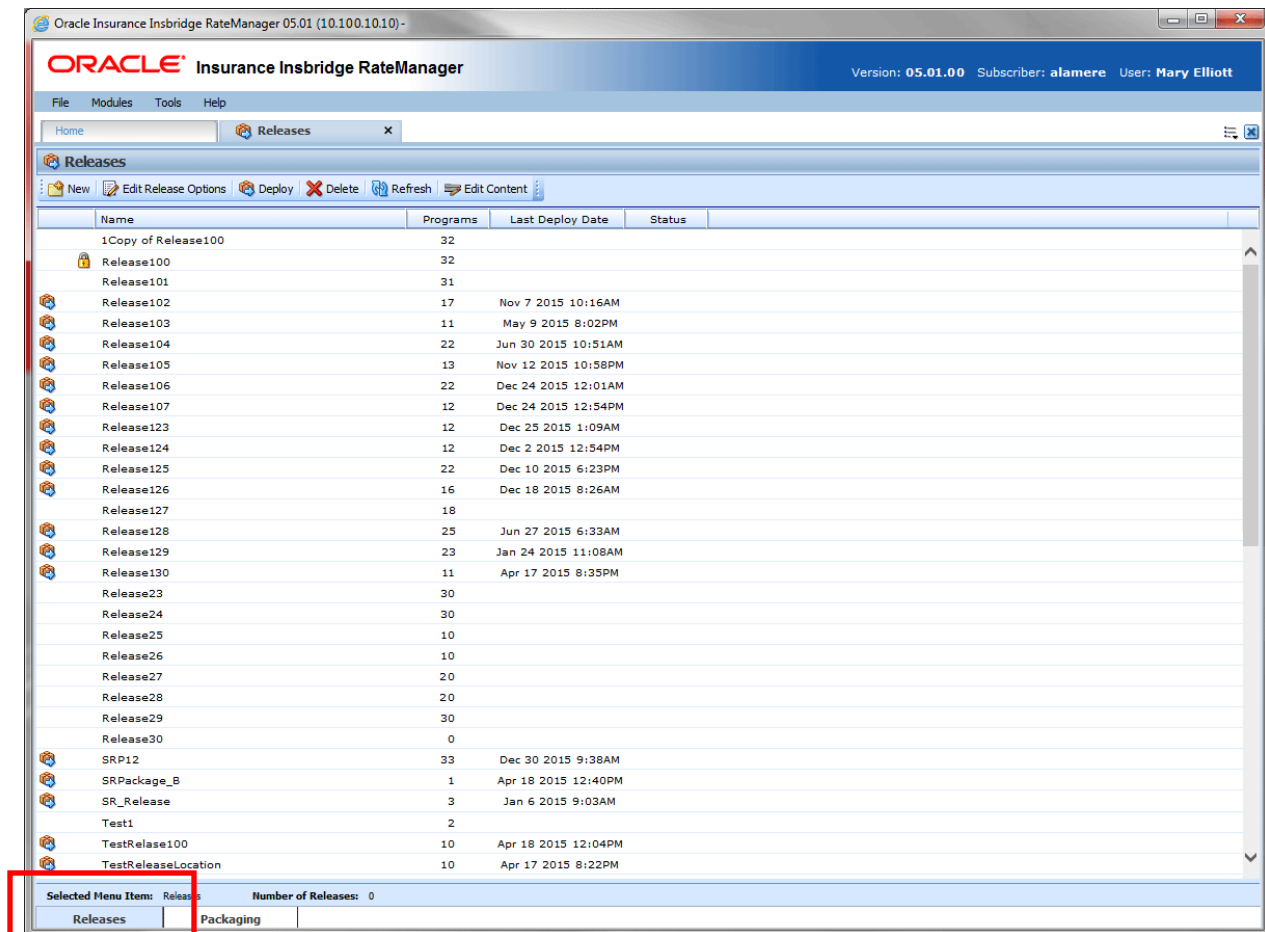 Oracle Insurance Insbridge RateManager 05.01 (10.100.10.10) -
ORACLE® Insurance Insbridge RateManager
Version: 05.01.00 Subscriber: alamere User: Mary Elliott
File Modules Tools Help
Home Releases ×
Releases
New Edit Release Options Deploy Delete Refresh Edit Content
Name Programs Last Deploy Date Status
1Copy of Release100 32
Release100 32
Release101 31
Release102 17 Nov 7 2015 10:16AM
Release103 11 May 9 2015 8:02PM
Release104 22 Jun 30 2015 10:51AM
Release105 13 Nov 12 2015 10:58PM
Release106 22 Dec 24 2015 12:01AM
Release107 12 Dec 24 2015 12:54PM
Release123 12 Dec 25 2015 1:09AM
Release124 12 Dec 2 2015 12:54PM
Release125 22 Dec 10 2015 6:23PM
Release126 16 Dec 18 2015 8:26AM
Release127 18
Release128 25 Jun 27 2015 6:33AM
Release129 23 Jan 24 2015 11:08AM
Release130 11 Apr 17 2015 8:35PM
Release23 30
Release24 30
Release25 10
Release26 10
Release27 20
Release28 20
Release29 30
Release30 0
SRP12 33 Dec 30 2015 9:38AM
SRPackage_B 1 Apr 18 2015 12:40PM
SR_Release 3 Jan 6 2015 9:03AM
Test1 2
TestRelase100 10 Apr 18 2015 12:04PM
TestReleaseLocation 10 Apr 17 2015 8:22PM
Selected Menu Item: Releases Number of Releases: 0
Releases Packaging